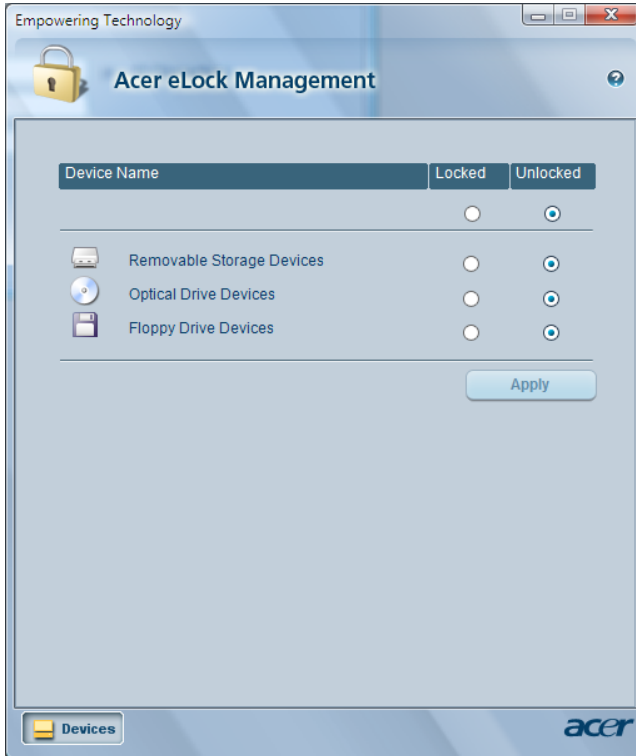 Empowering Technology
Acer eLock Management
Device Name Locked Unlocked
Removable Storage Devices
Optical Drive Devices
Floppy Drive Devices
Apply
Devices
acer